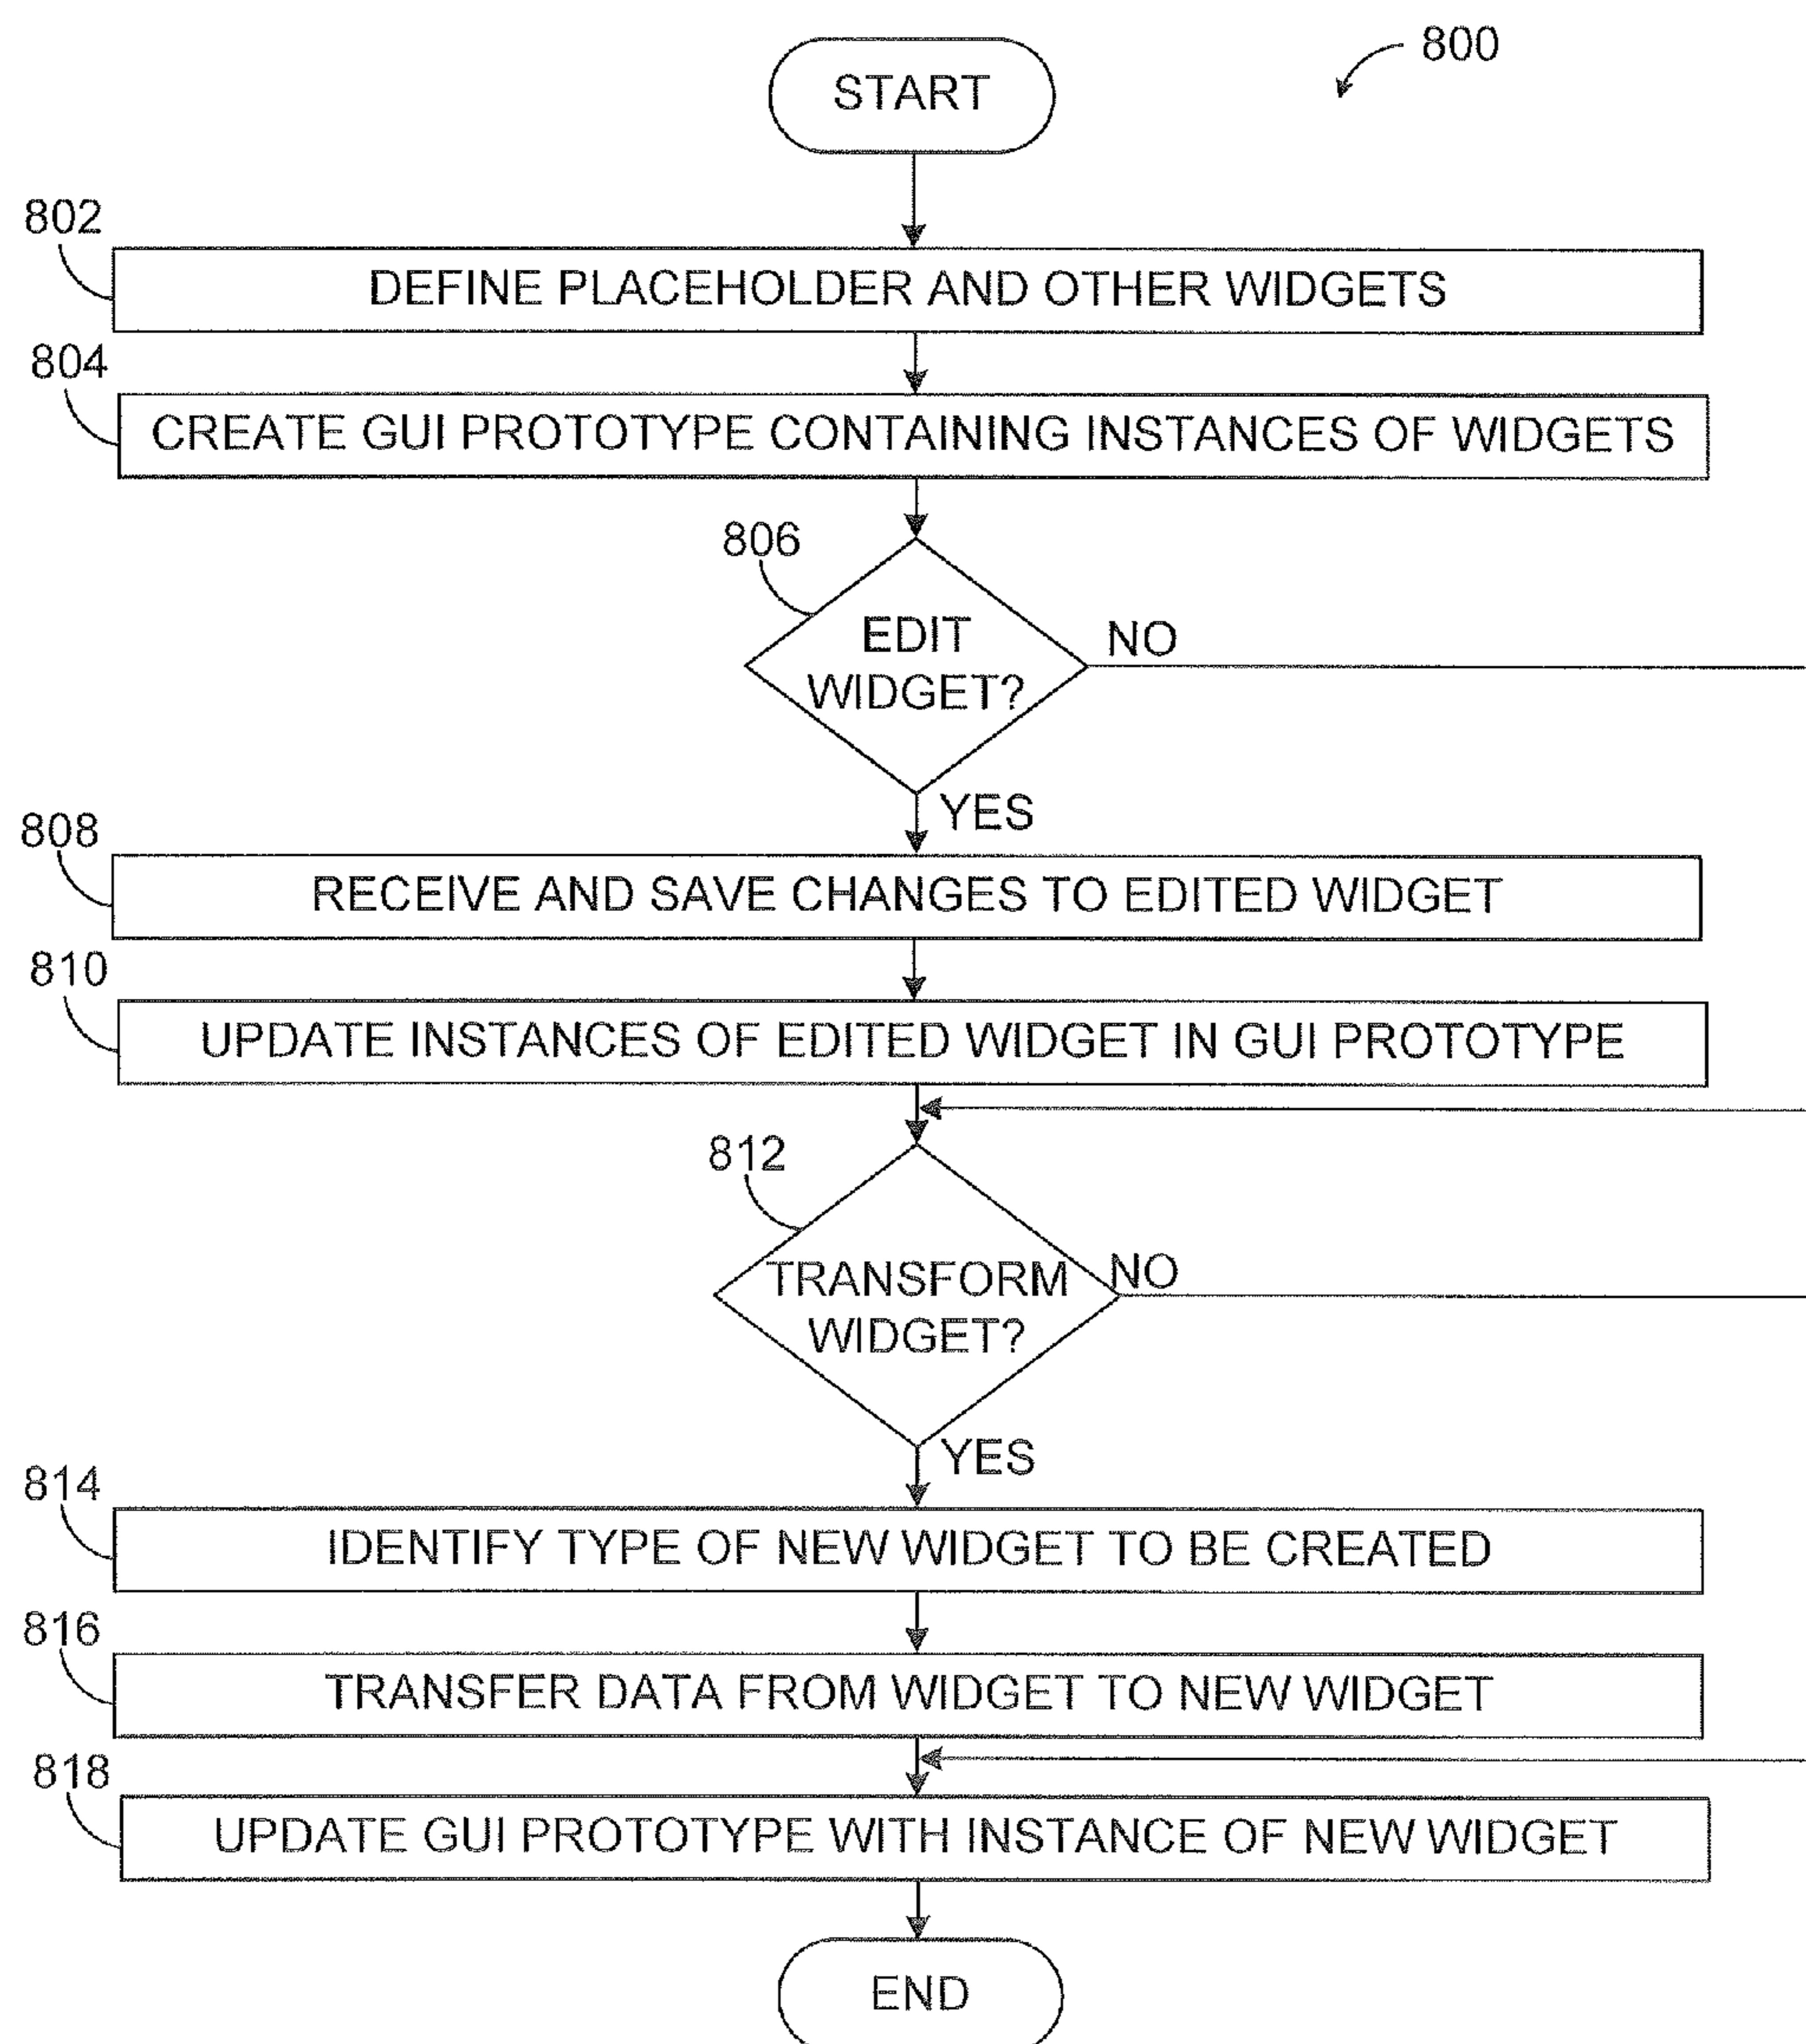 800
START
802
DEFINE PLACEHOLDER AND OTHER WIDGETS
804
CREATE GUI PROTOTYPE CONTAINING INSTANCES OF WIDGETS
806
EDIT
WIDGET?
NO
YES
808
RECEIVE AND SAVE CHANGES TO EDITED WIDGET
810
UPDATE INSTANCES OF EDITED WIDGET IN GUI PROTOTYPE
812
TRANSFORM
WIDGET?
NO
YES
814
IDENTIFY TYPE OF NEW WIDGET TO BE CREATED
816
TRANSFER DATA FROM WIDGET TO NEW WIDGET
818
UPDATE GUI PROTOTYPE WITH INSTANCE OF NEW WIDGET
END